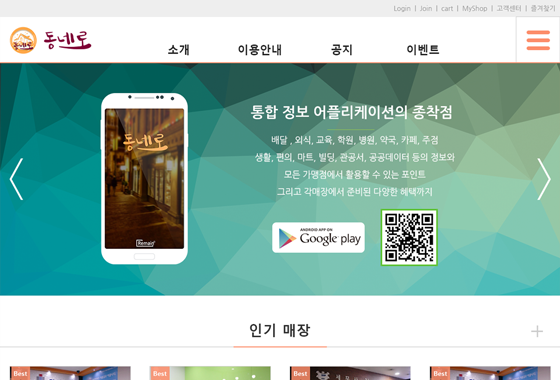 Login | Join | cart | MyShop | 고객센터 | 즐겨찾기
동네로
소개 이용안내 공지 이벤트
통합 정보 어플리케이션의 종착점
배달 , 외식, 교육, 학원, 병원, 약국, 카페, 주점
생활, 편의, 마트, 빌딩, 관공서, 공공데이터 등의 정보와
모든 가맹점에서 활용할 수 있는 포인트
그리고 각매장에서 준비된 다양한 혜택까지
동네로
Remain
ANDROID APP ON
Google play
인기 매장
Best Best Best Best